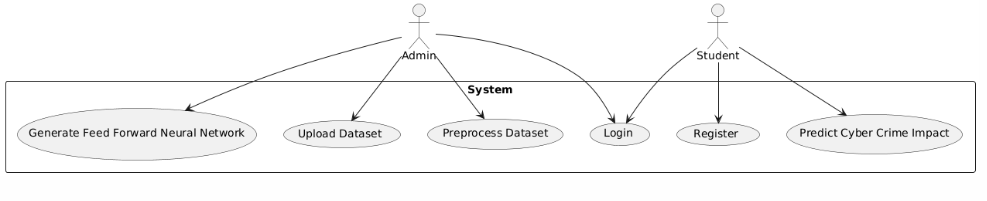 Admin
Student
System
Generate Feed Forward Neural Network
Upload Dataset
Preprocess Dataset
Login
Register
Predict Cyber Crime Impact